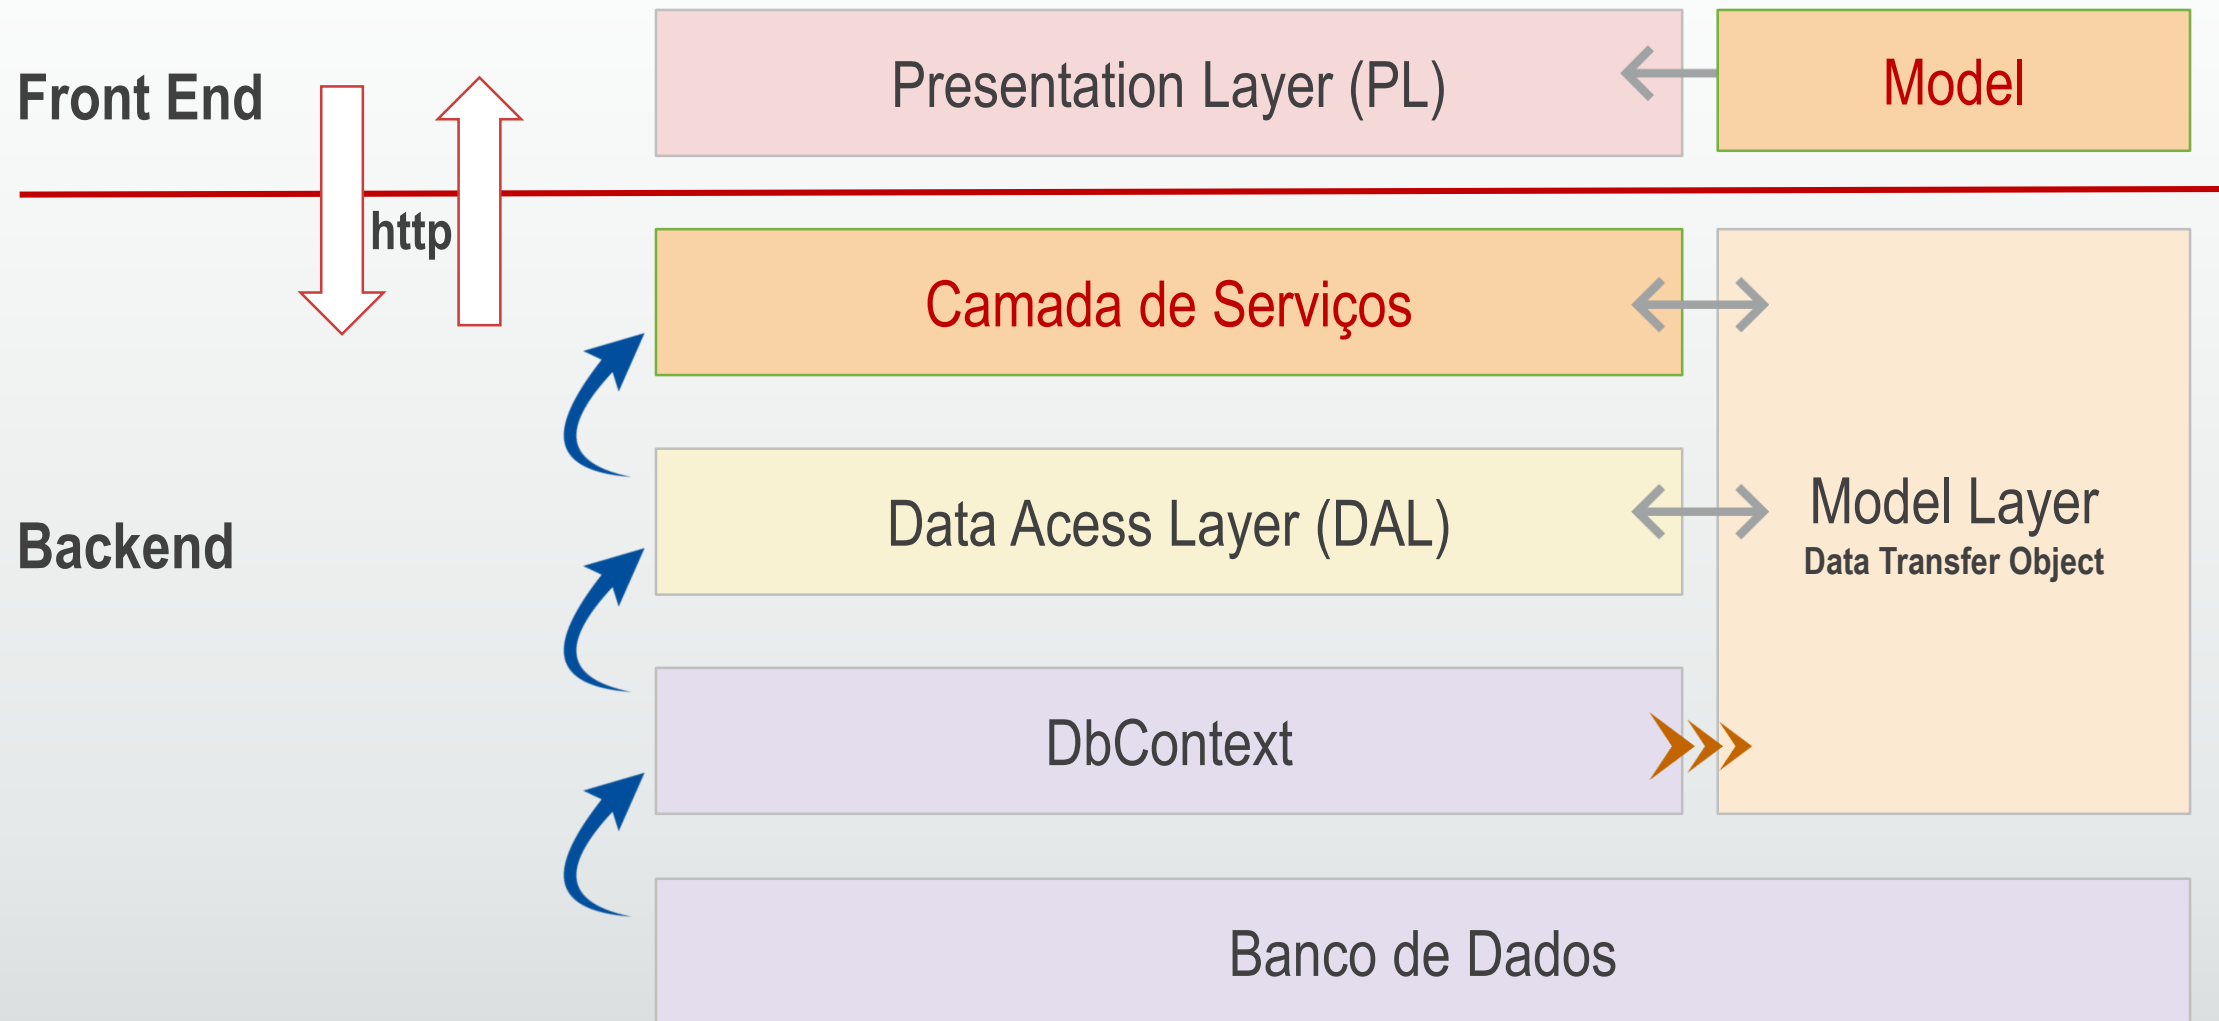 Front End
Presentation Layer (PL)
Model
http
Camada de Serviços
Backend
Data Acess Layer (DAL)
Model Layer
Data Transfer Object
DbContext
Banco de Dados